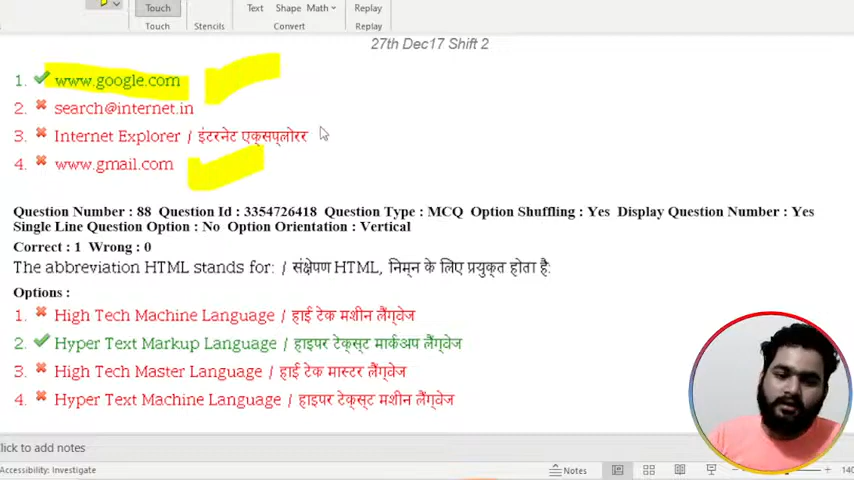 Touch
Text
Shape
Math
Replay
Touch
Stencils
Convert
Replay
27th Dec17 Shift 2
1. www.google.com
2. search@internet.in
3. Internet Explorer / इंटरनेट एक्सप्लोरर
4. www.gmail.com
Question Number : 88 Question Id : 3354726418 Question Type : MCQ Option Shuffling : Yes Display Question Number : Yes
Single Line Question Option : No Option Orientation : Vertical
Correct : 1 Wrong : 0
The abbreviation HTML stands for: / संक्षेपण HTML, निम्न के लिए प्रयुक्त होता है:
Options :
1. High Tech Machine Language / हाई टेक मशीन लैंग्वेज
2. Hyper Text Markup Language / हाइपर टेक्स्ट मार्कअप लैंग्वेज
3. High Tech Master Language / हाई टेक मास्टर लैंग्वेज
4. Hyper Text Machine Language / हाइपर टेक्स्ट मशीन लैंग्वेज
lick to add notes
Accessibility: Investigate
Notes
140